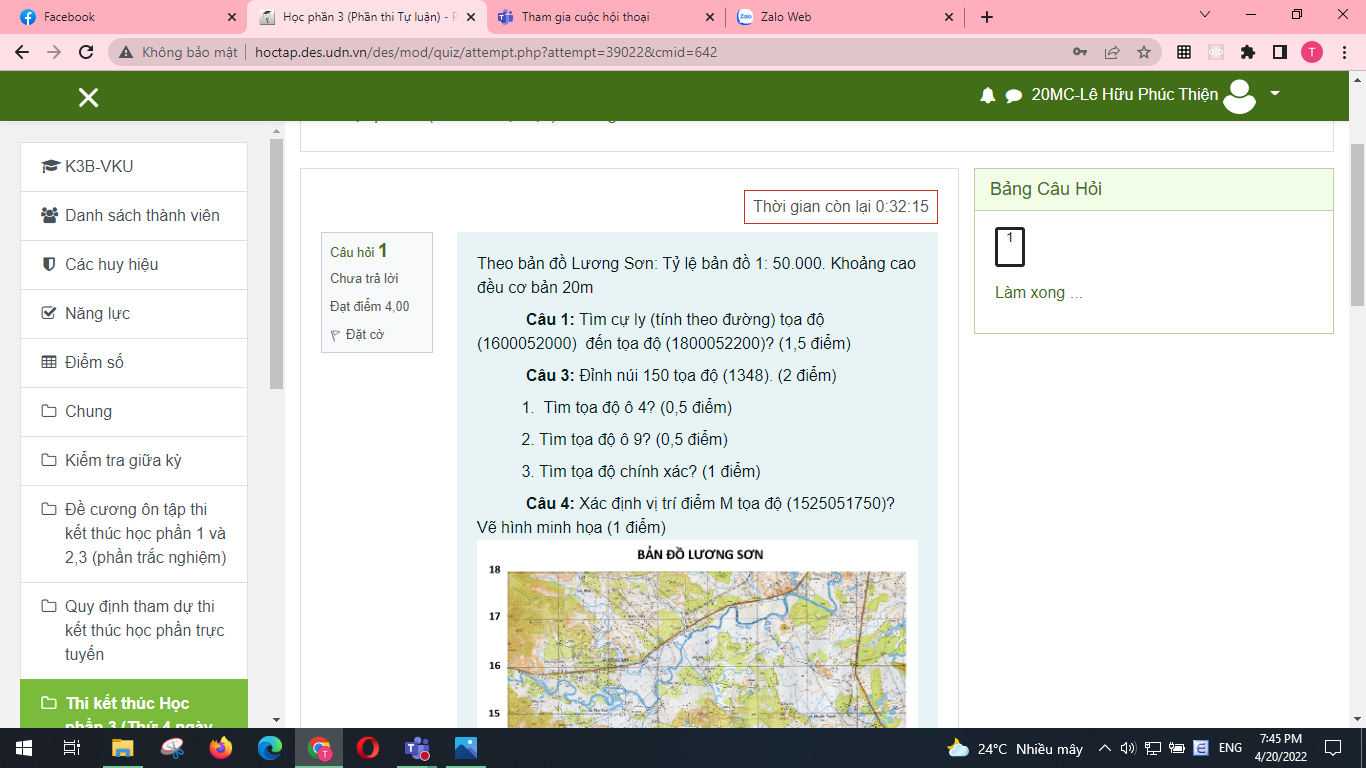 Facebook
Học phần 3 (Phần thi Tự luận) - P
Tham gia cuộc hội thoại
Zalo Web
Không bảo mật
hoctap.des.udn.vn/des/mod/quiz/attempt.php?attempt=39022&cmid=642
20MC-Lê Hữu Phúc Thiện
K3B-VKU
Danh sách thành viên
Các huy hiệu
Năng lực
Điểm số
Chung
Kiểm tra giữa kỳ
Đề cương ôn tập thi
kết thúc học phần 1 và
2,3 (phần trắc nghiệm)
Quy định tham dự thi
kết thúc học phần trực
tuyến
Thi kết thúc Học
phần 3 (Thứ 4 ngày
Thời gian còn lại 0:32:15
Câu hỏi 1
Chưa trả lời
Đạt điểm 4,00
Đặt cờ
Theo bản đồ Lương Sơn: Tỷ lệ bản đồ 1: 50.000. Khoảng cao
đều cơ bản 20m
Câu 1: Tìm cự ly (tính theo đường) tọa độ
(1600052000) đến tọa độ (1800052200)? (1,5 điểm)
Câu 3: Đỉnh núi 150 tọa độ (1348). (2 điểm)
1. Tìm tọa độ ô 4? (0,5 điểm)
2. Tìm tọa độ ô 9? (0,5 điểm)
3. Tìm tọa độ chính xác? (1 điểm)
Câu 4: Xác định vị trí điểm M tọa độ (1525051750)?
Vẽ hình minh họa (1 điểm)
BẢN ĐỒ LƯƠNG SƠN
18
17
16
15
Bảng Câu Hỏi
1
Làm xong ...
T
24°C Nhiều mây
ENG
7:45 PM
4/20/2022